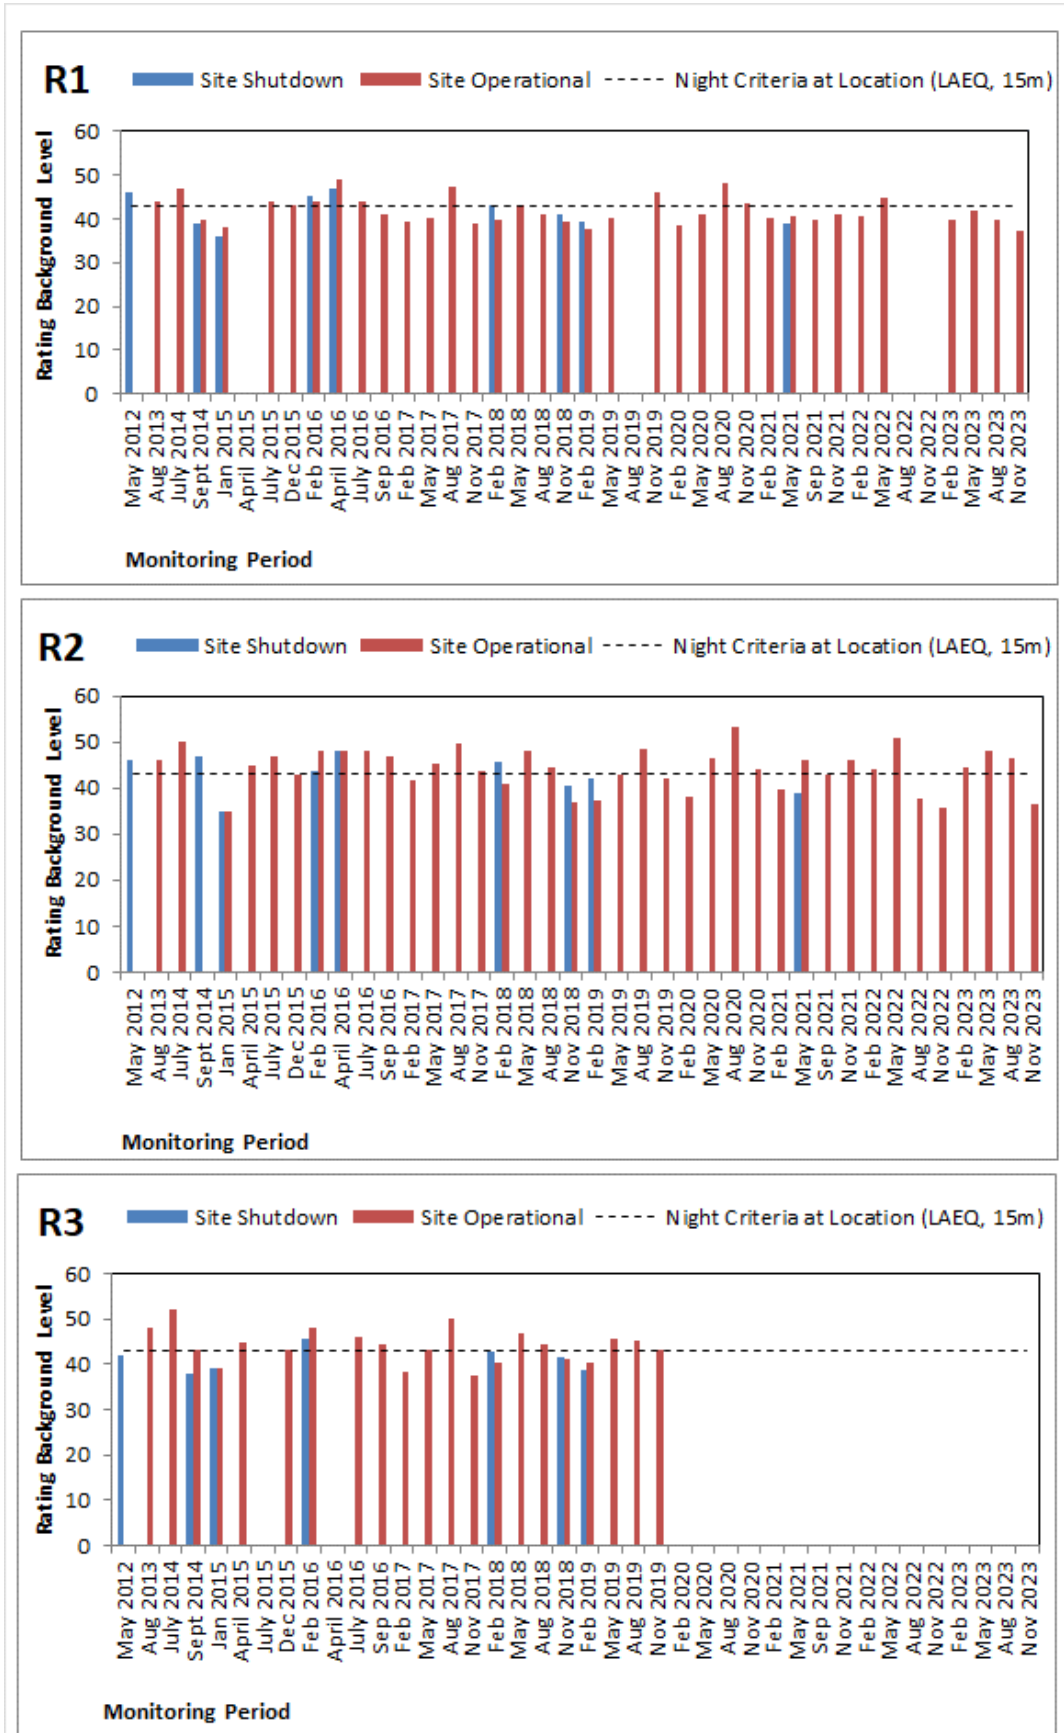 R1
Site Shutdown Site Operational Night Criteria at Location (LAEQ, 15m)
Rating Background Level
60
50
40
30
20
10
0
May 2012
Aug 2013
July 2014
Sept 2014
Jan 2015
April 2015
July 2015
Dec 2015
Feb 2016
April 2016
July 2016
Sep 2016
Feb 2017
May 2017
Aug 2017
Nov 2017
Feb 2018
May 2018
Aug 2018
Nov 2018
Feb 2019
May 2019
Aug 2019
Nov 2019
Feb 2020
May 2020
Aug 2020
Nov 2020
Feb 2021
May 2021
Sep 2021
Nov 2021
Feb 2022
May 2022
Aug 2022
Nov 2022
Feb 2023
May 2023
Aug 2023
Nov 2023
Monitoring Period
R2
Site Shutdown Site Operational Night Criteria at Location (LAEQ, 15m)
Rating Background Level
60
50
40
30
20
10
0
May 2012
Aug 2013
July 2014
Sept 2014
Jan 2015
April 2015
July 2015
Dec 2015
Feb 2016
April 2016
July 2016
Sep 2016
Feb 2017
May 2017
Aug 2017
Nov 2017
Feb 2018
May 2018
Aug 2018
Nov 2018
Feb 2019
May 2019
Aug 2019
Nov 2019
Feb 2020
May 2020
Aug 2020
Nov 2020
Feb 2021
May 2021
Sep 2021
Nov 2021
Feb 2022
May 2022
Aug 2022
Nov 2022
Feb 2023
May 2023
Aug 2023
Nov 2023
Monitoring Period
R3
Site Shutdown Site Operational Night Criteria at Location (LAEQ, 15m)
Rating Background Level
60
50
40
30
20
10
0
May 2012
Aug 2013
July 2014
Sept 2014
Jan 2015
April 2015
July 2015
Dec 2015
Feb 2016
April 2016
July 2016
Sep 2016
Feb 2017
May 2017
Aug 2017
Nov 2017
Feb 2018
May 2018
Aug 2018
Nov 2018
Feb 2019
May 2019
Aug 2019
Nov 2019
Feb 2020
May 2020
Aug 2020
Nov 2020
Feb 2021
May 2021
Sep 2021
Nov 2021
Feb 2022
May 2022
Aug 2022
Nov 2022
Feb 2023
May 2023
Aug 2023
Nov 2023
Monitoring Period